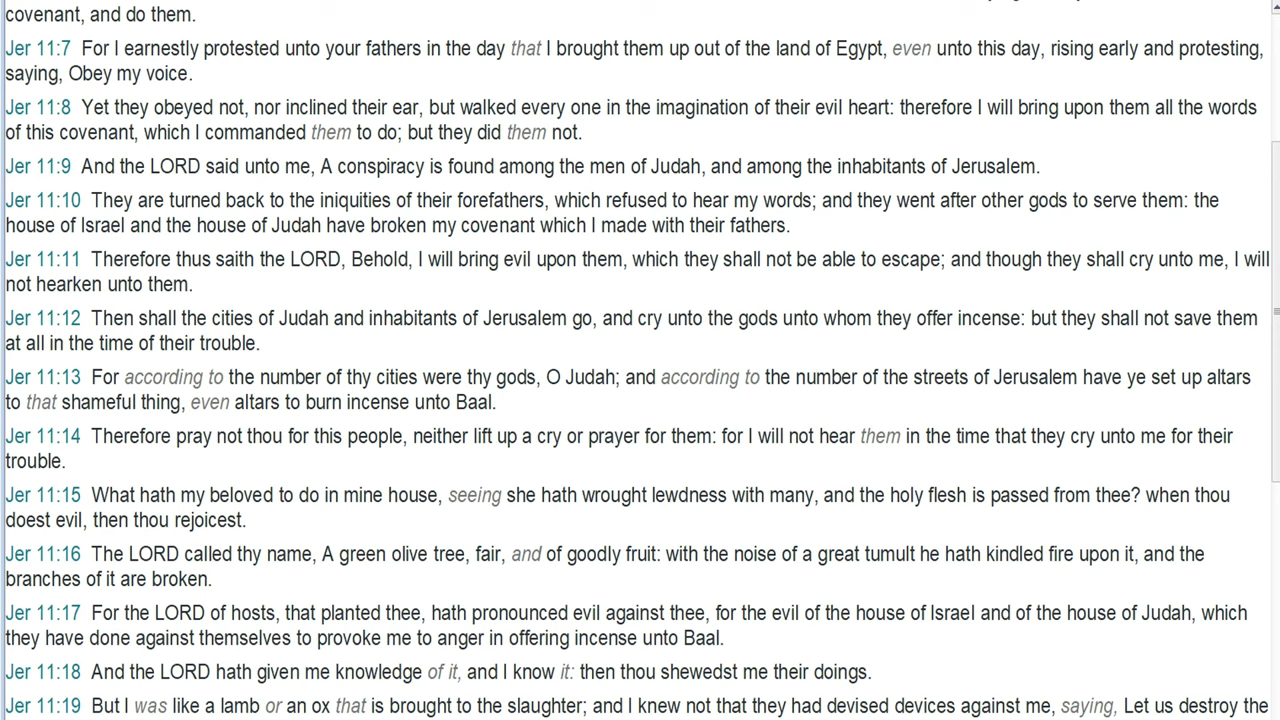 covenant, and do them.
Jer 11:7 For I earnestly protested unto your fathers in the day that I brought them up out of the land of Egypt, even unto this day, rising early and protesting,
saying, Obey my voice.
Jer 11:8 Yet they obeyed not, nor inclined their ear, but walked every one in the imagination of their evil heart: therefore I will bring upon them all the words
of this covenant, which I commanded them to do; but they did them not.
Jer 11:9 And the LORD said unto me, A conspiracy is found among the men of Judah, and among the inhabitants of Jerusalem.
Jer 11:10 They are turned back to the iniquities of their forefathers, which refused to hear my words; and they went after other gods to serve them: the
house of Israel and the house of Judah have broken my covenant which I made with their fathers.
Jer 11:11 Therefore thus saith the LORD, Behold, I will bring evil upon them, which they shall not be able to escape; and though they shall cry unto me, I will
not hearken unto them.
Jer 11:12 Then shall the cities of Judah and inhabitants of Jerusalem go, and cry unto the gods unto whom they offer incense: but they shall not save them
at all in the time of their trouble.
Jer 11:13 For according to the number of thy cities were thy gods, O Judah; and according to the number of the streets of Jerusalem have ye set up altars
to that shameful thing, even altars to burn incense unto Baal.
Jer 11:14 Therefore pray not thou for this people, neither lift up a cry or prayer for them: for I will not hear them in the time that they cry unto me for their
trouble.
Jer 11:15 What hath my beloved to do in mine house, seeing she hath wrought lewdness with many, and the holy flesh is passed from thee? when thou
doest evil, then thou rejoicest.
Jer 11:16 The LORD called thy name, A green olive tree, fair, and of goodly fruit: with the noise of a great tumult he hath kindled fire upon it, and the
branches of it are broken.
Jer 11:17 For the LORD of hosts, that planted thee, hath pronounced evil against thee, for the evil of the house of Israel and of the house of Judah, which
they have done against themselves to provoke me to anger in offering incense unto Baal.
Jer 11:18 And the LORD hath given me knowledge of it, and I know it: then thou shewedst me their doings.
Jer 11:19 But I was like a lamb or an ox that is brought to the slaughter; and I knew not that they had devised devices against me, saying, Let us destroy the